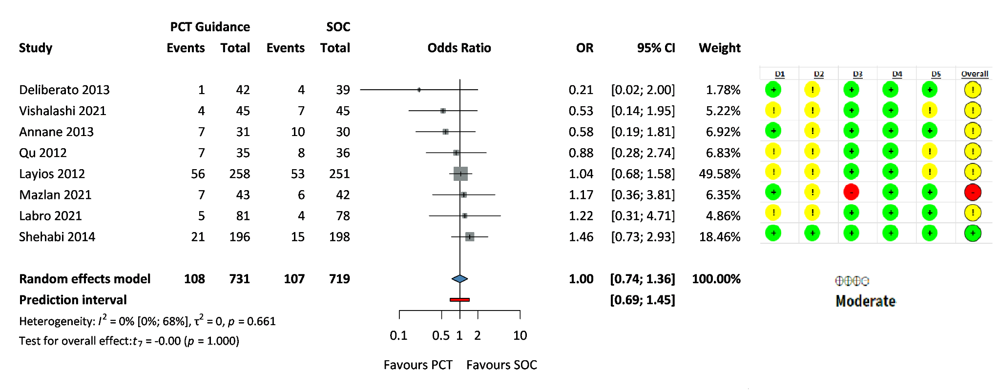 PCT Guidance SOC
Study Events Total Events Total Odds Ratio OR 95% CI Weight
D1 D2 D3 D4 D5 Overall
Deliberato 2013 1 42 4 39 0.21 [0.02; 2.00] 1.78% + ! + + + !
Vishalashi 2021 4 45 7 45 0.53 [0.14; 1.95] 5.22% ! ! + + ! !
Annane 2013 7 31 10 30 0.58 [0.19; 1.81] 6.92% + ! + + + !
Qu 2012 7 35 8 36 0.88 [0.28; 2.74] 6.83% ! ! + + ! !
Layios 2012 56 258 53 251 1.04 [0.68; 1.58] 49.58% ! ! + + ! !
Mazlan 2021 7 43 6 42 1.17 [0.36; 3.81] 6.35% + ! - + + -
Labro 2021 5 81 4 78 1.22 [0.31; 4.71] 4.86% ! ! + + + !
Shehabi 2014 21 196 15 198 1.46 [0.73; 2.93] 18.46% + + + + + +
Random effects model 108 731 107 719 1.00 [0.74; 1.36] 100.00% ⨁⨁⨁⊖
Prediction interval [0.69; 1.45] Moderate
Heterogeneity: I² = 0% [0%; 68%], τ² = 0, p = 0.661
Test for overall effect: t₇ = -0.00 (p = 1.000)
0.1 0.5 1 2 10
Favours PCT Favours SOC